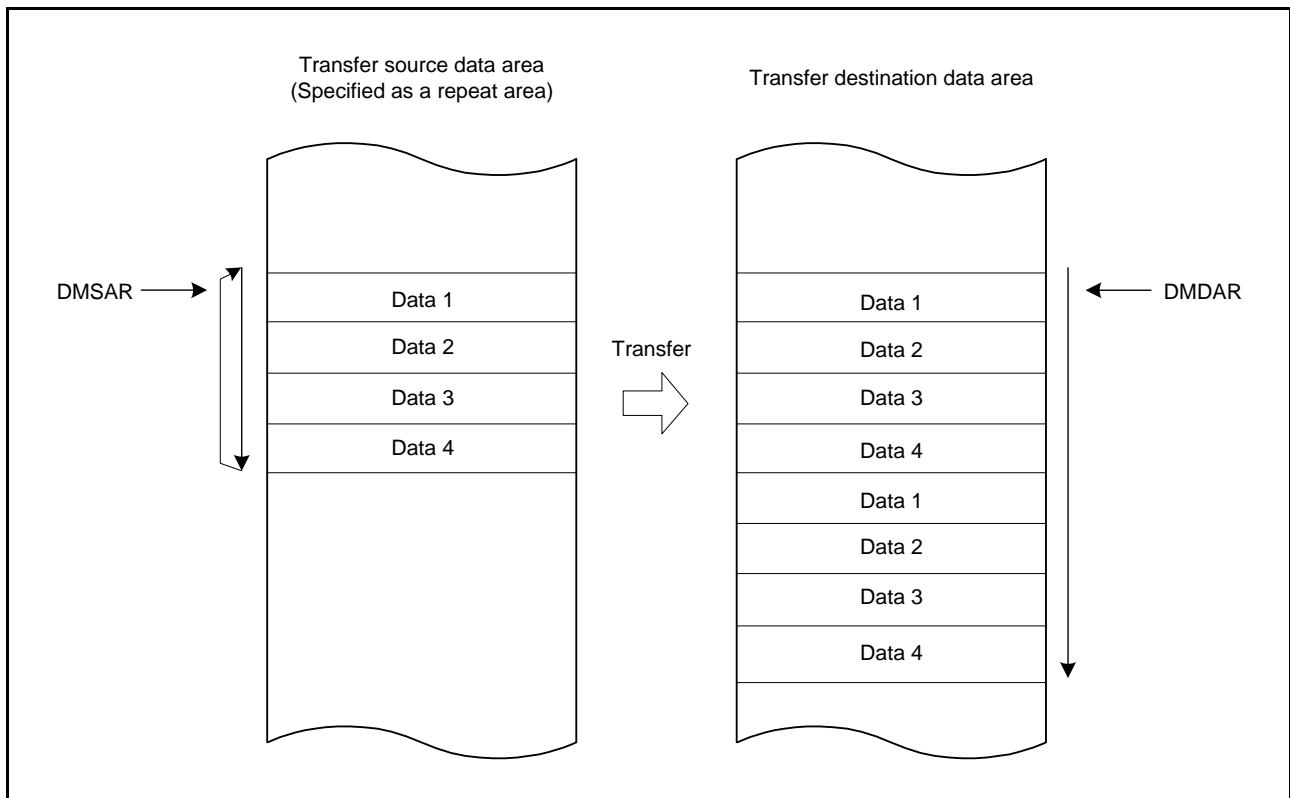 Transfer source data area
(Specified as a repeat area)
Transfer destination data area
DMSAR
Data 1
Data 2
Data 3
Data 4
Transfer
Data 1
Data 2
Data 3
Data 4
Data 1
Data 2
Data 3
Data 4
DMDAR